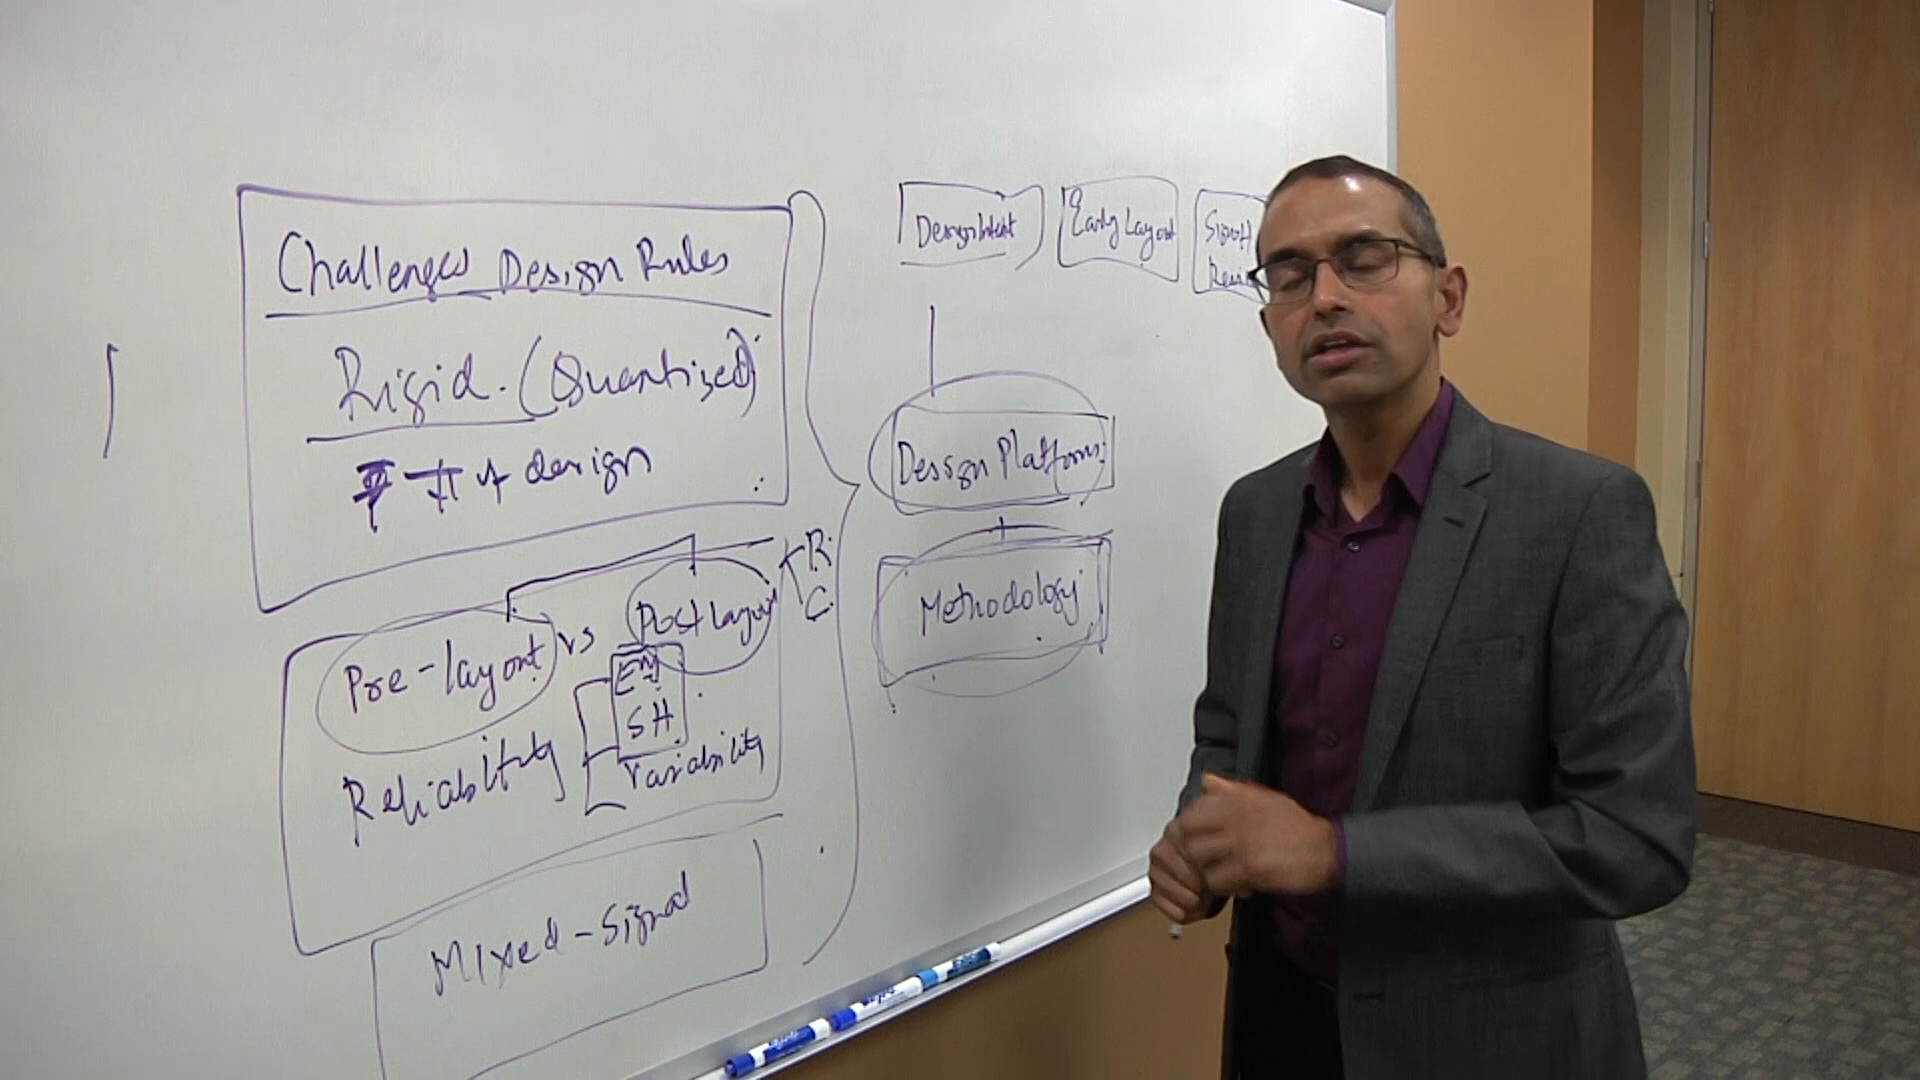 Challenges Design Rules
Rigid. (Quantized)
# of design
Pre-layout vs Post Layout
R
C
EM
SH
Reliability
Variability
Mixed-Signal
Design Intent
Early Layout
Signoff
Design Platforms
Methodology